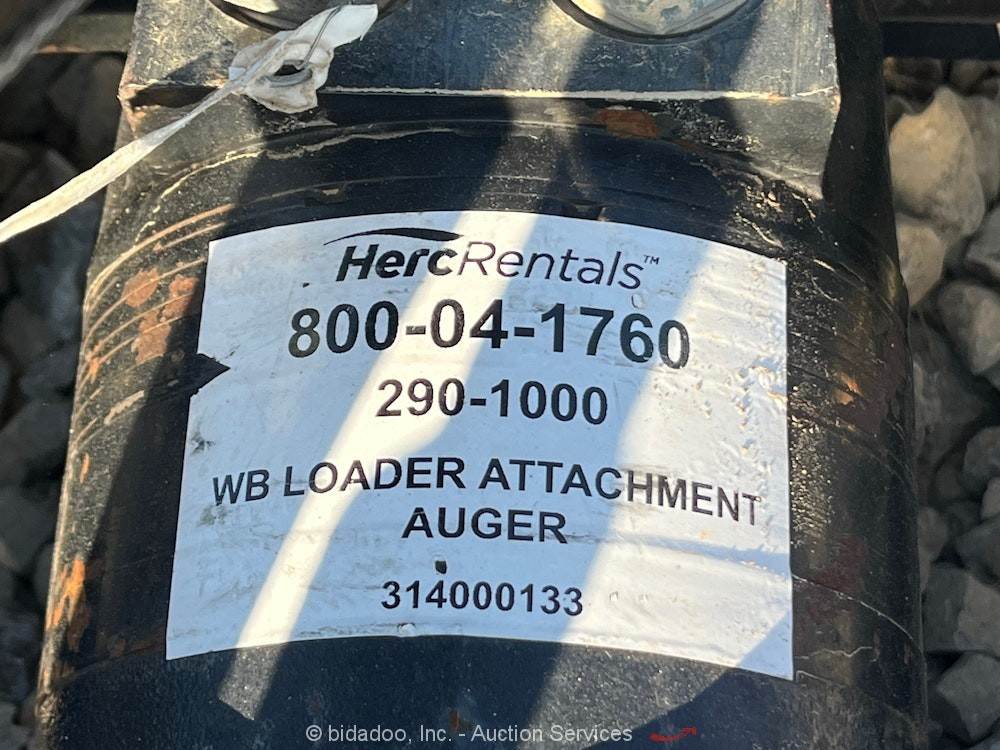 HercRentals™
800-04-1760
290-1000
WB LOADER ATTACHMENT
AUGER
314000133
© bidadoo, Inc. - Auction Services